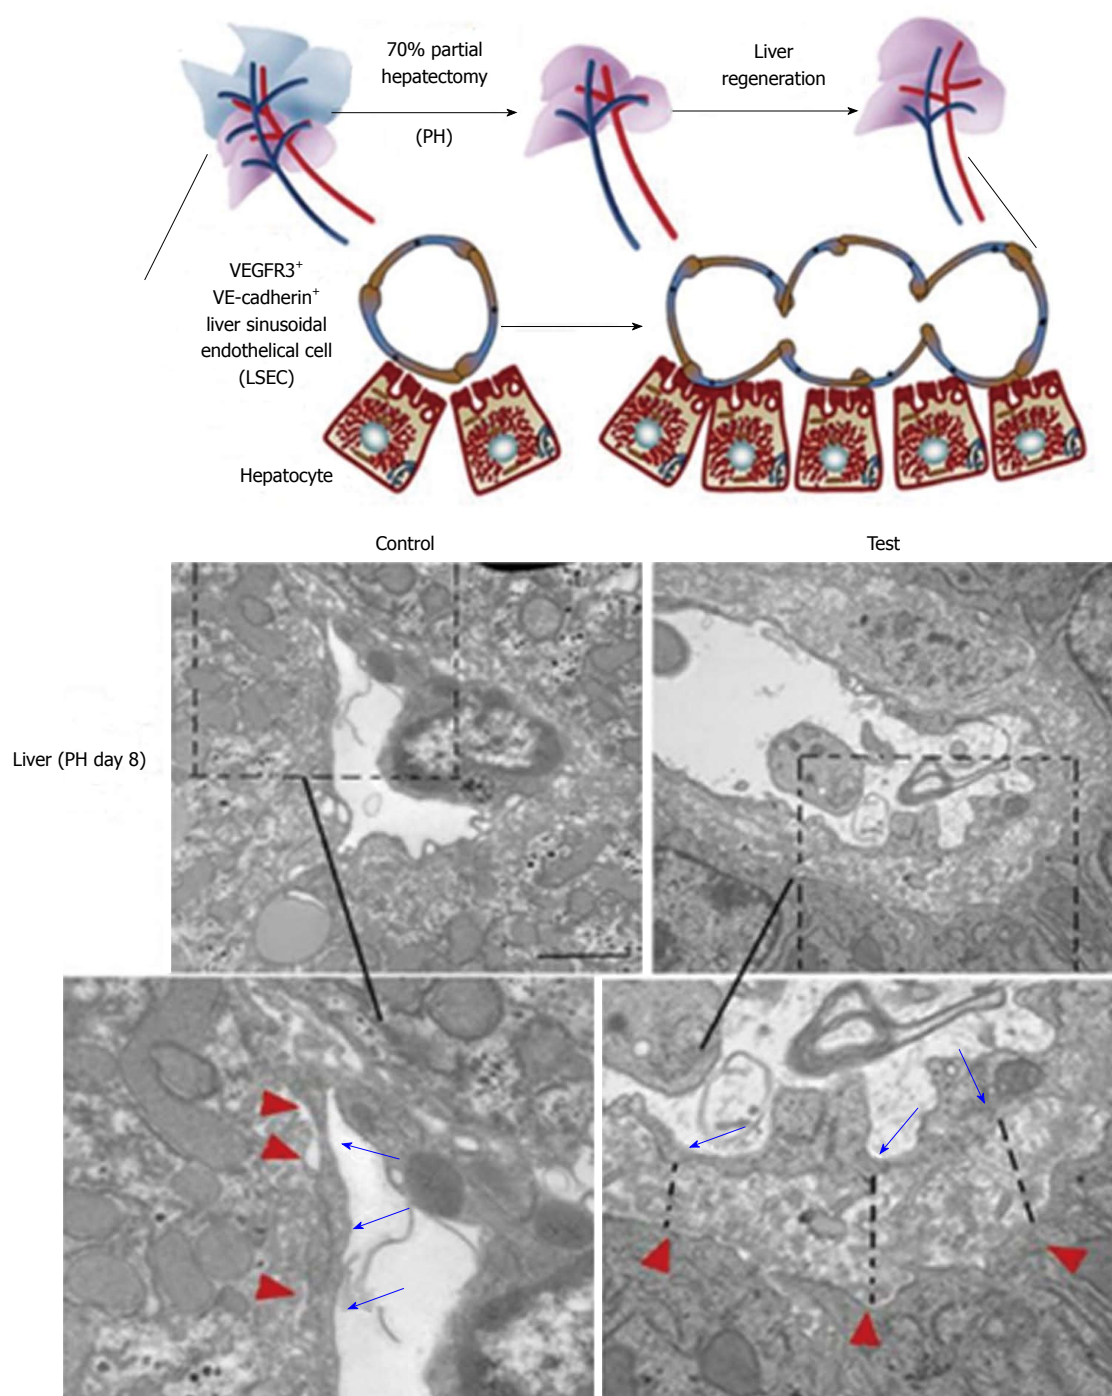 70% partial
hepatectomy
(PH)
Liver
regeneration
VEGFR3⁺
VE-cadherin⁺
liver sinusoidal
endothelical cell
(LSEC)
Hepatocyte
Control
Test
Liver (PH day 8)